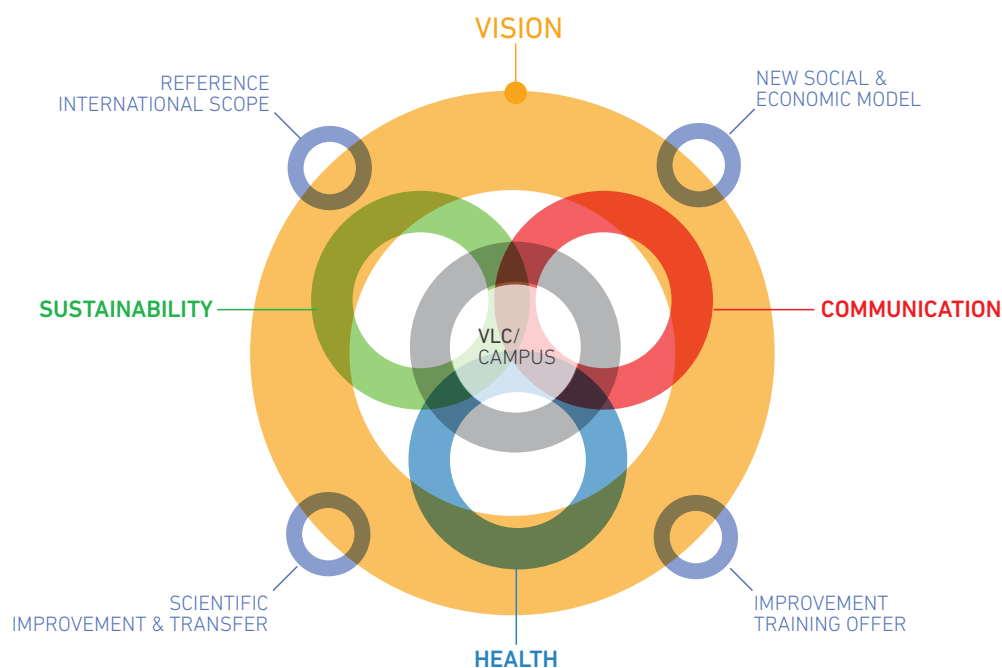 VISION
REFERENCE
INTERNATIONAL SCOPE
NEW SOCIAL &
ECONOMIC MODEL
SUSTAINABILITY
COMMUNICATION
VLC/
CAMPUS
SCIENTIFIC
IMPROVEMENT & TRANSFER
IMPROVEMENT
TRAINING OFFER
HEALTH